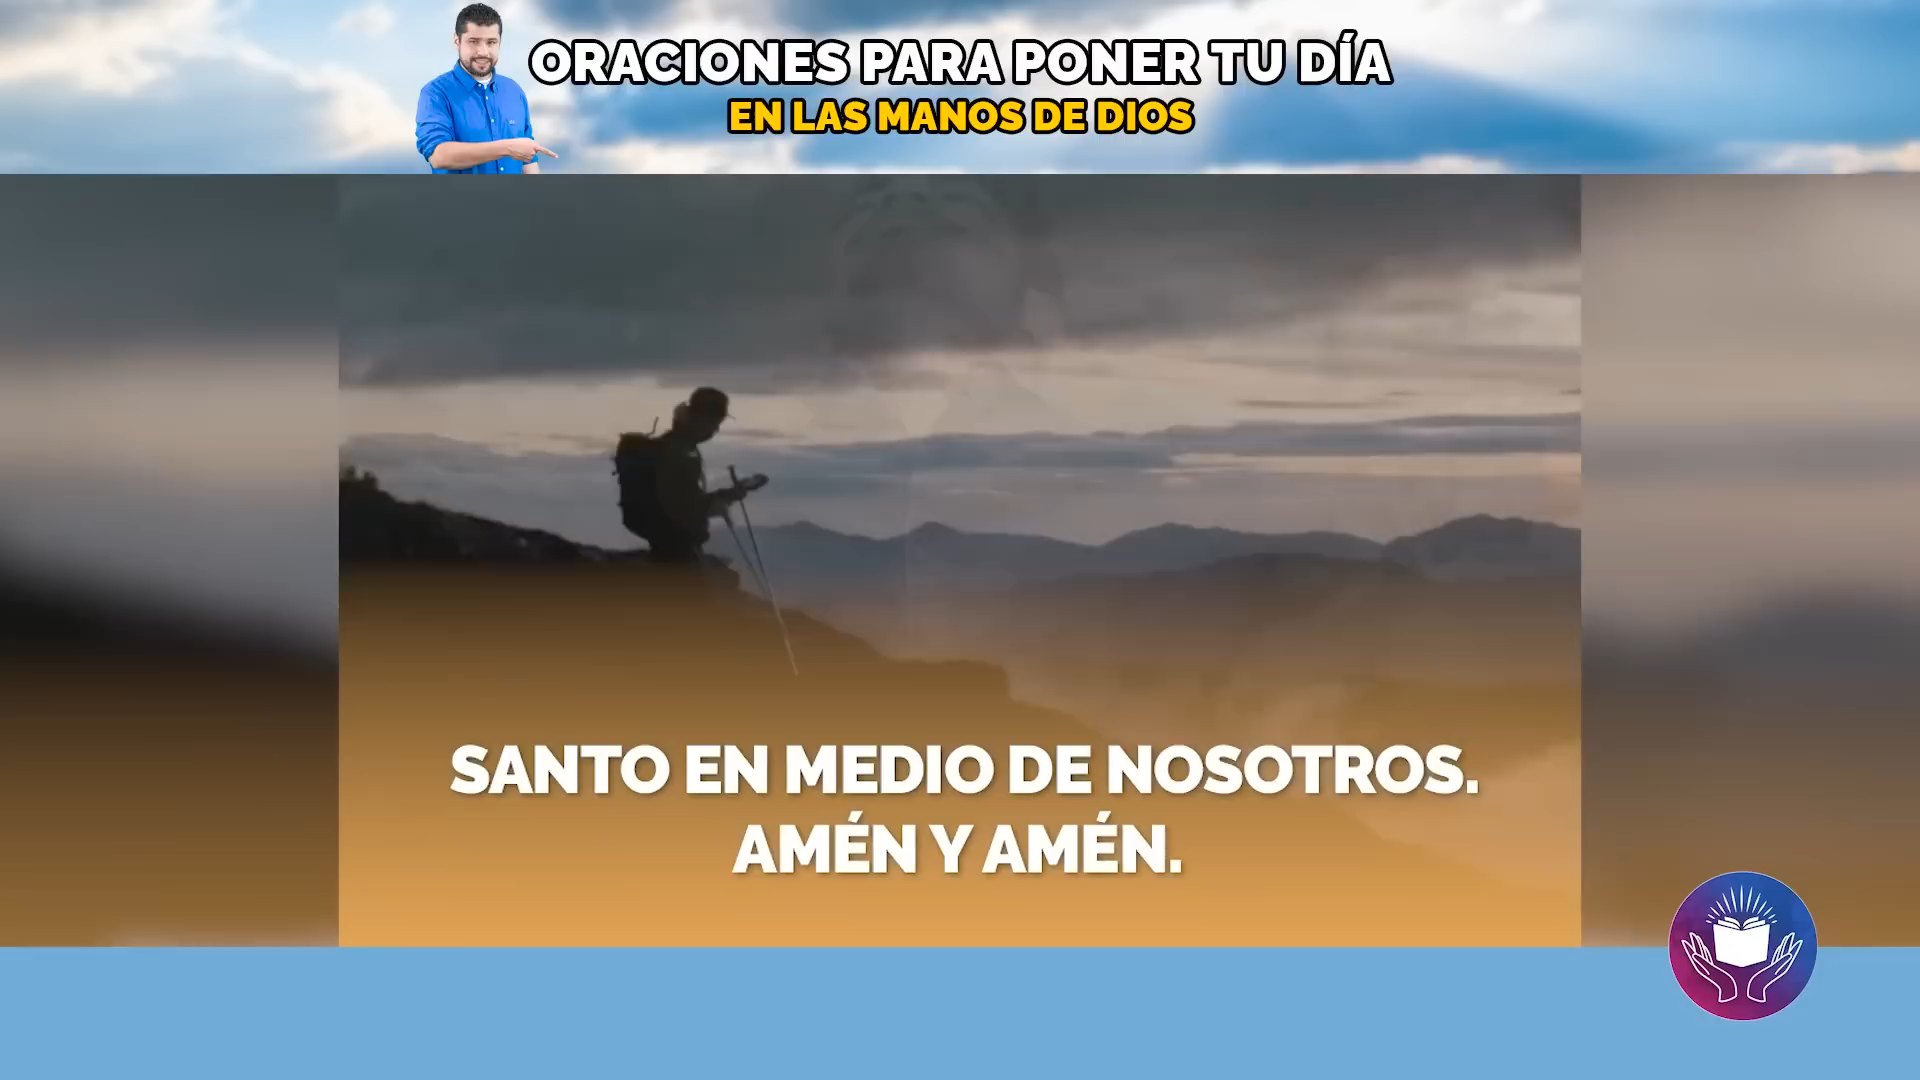 ORACIONES PARA PONER TU DÍA
EN LAS MANOS DE DIOS
SANTO EN MEDIO DE NOSOTROS.
AMÉN Y AMÉN.